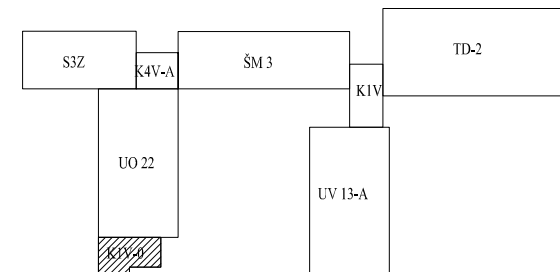 TD-2
S3Z
K4V-A
ŠM 3
K1V
UO 22
UV 13-A
K1V-0